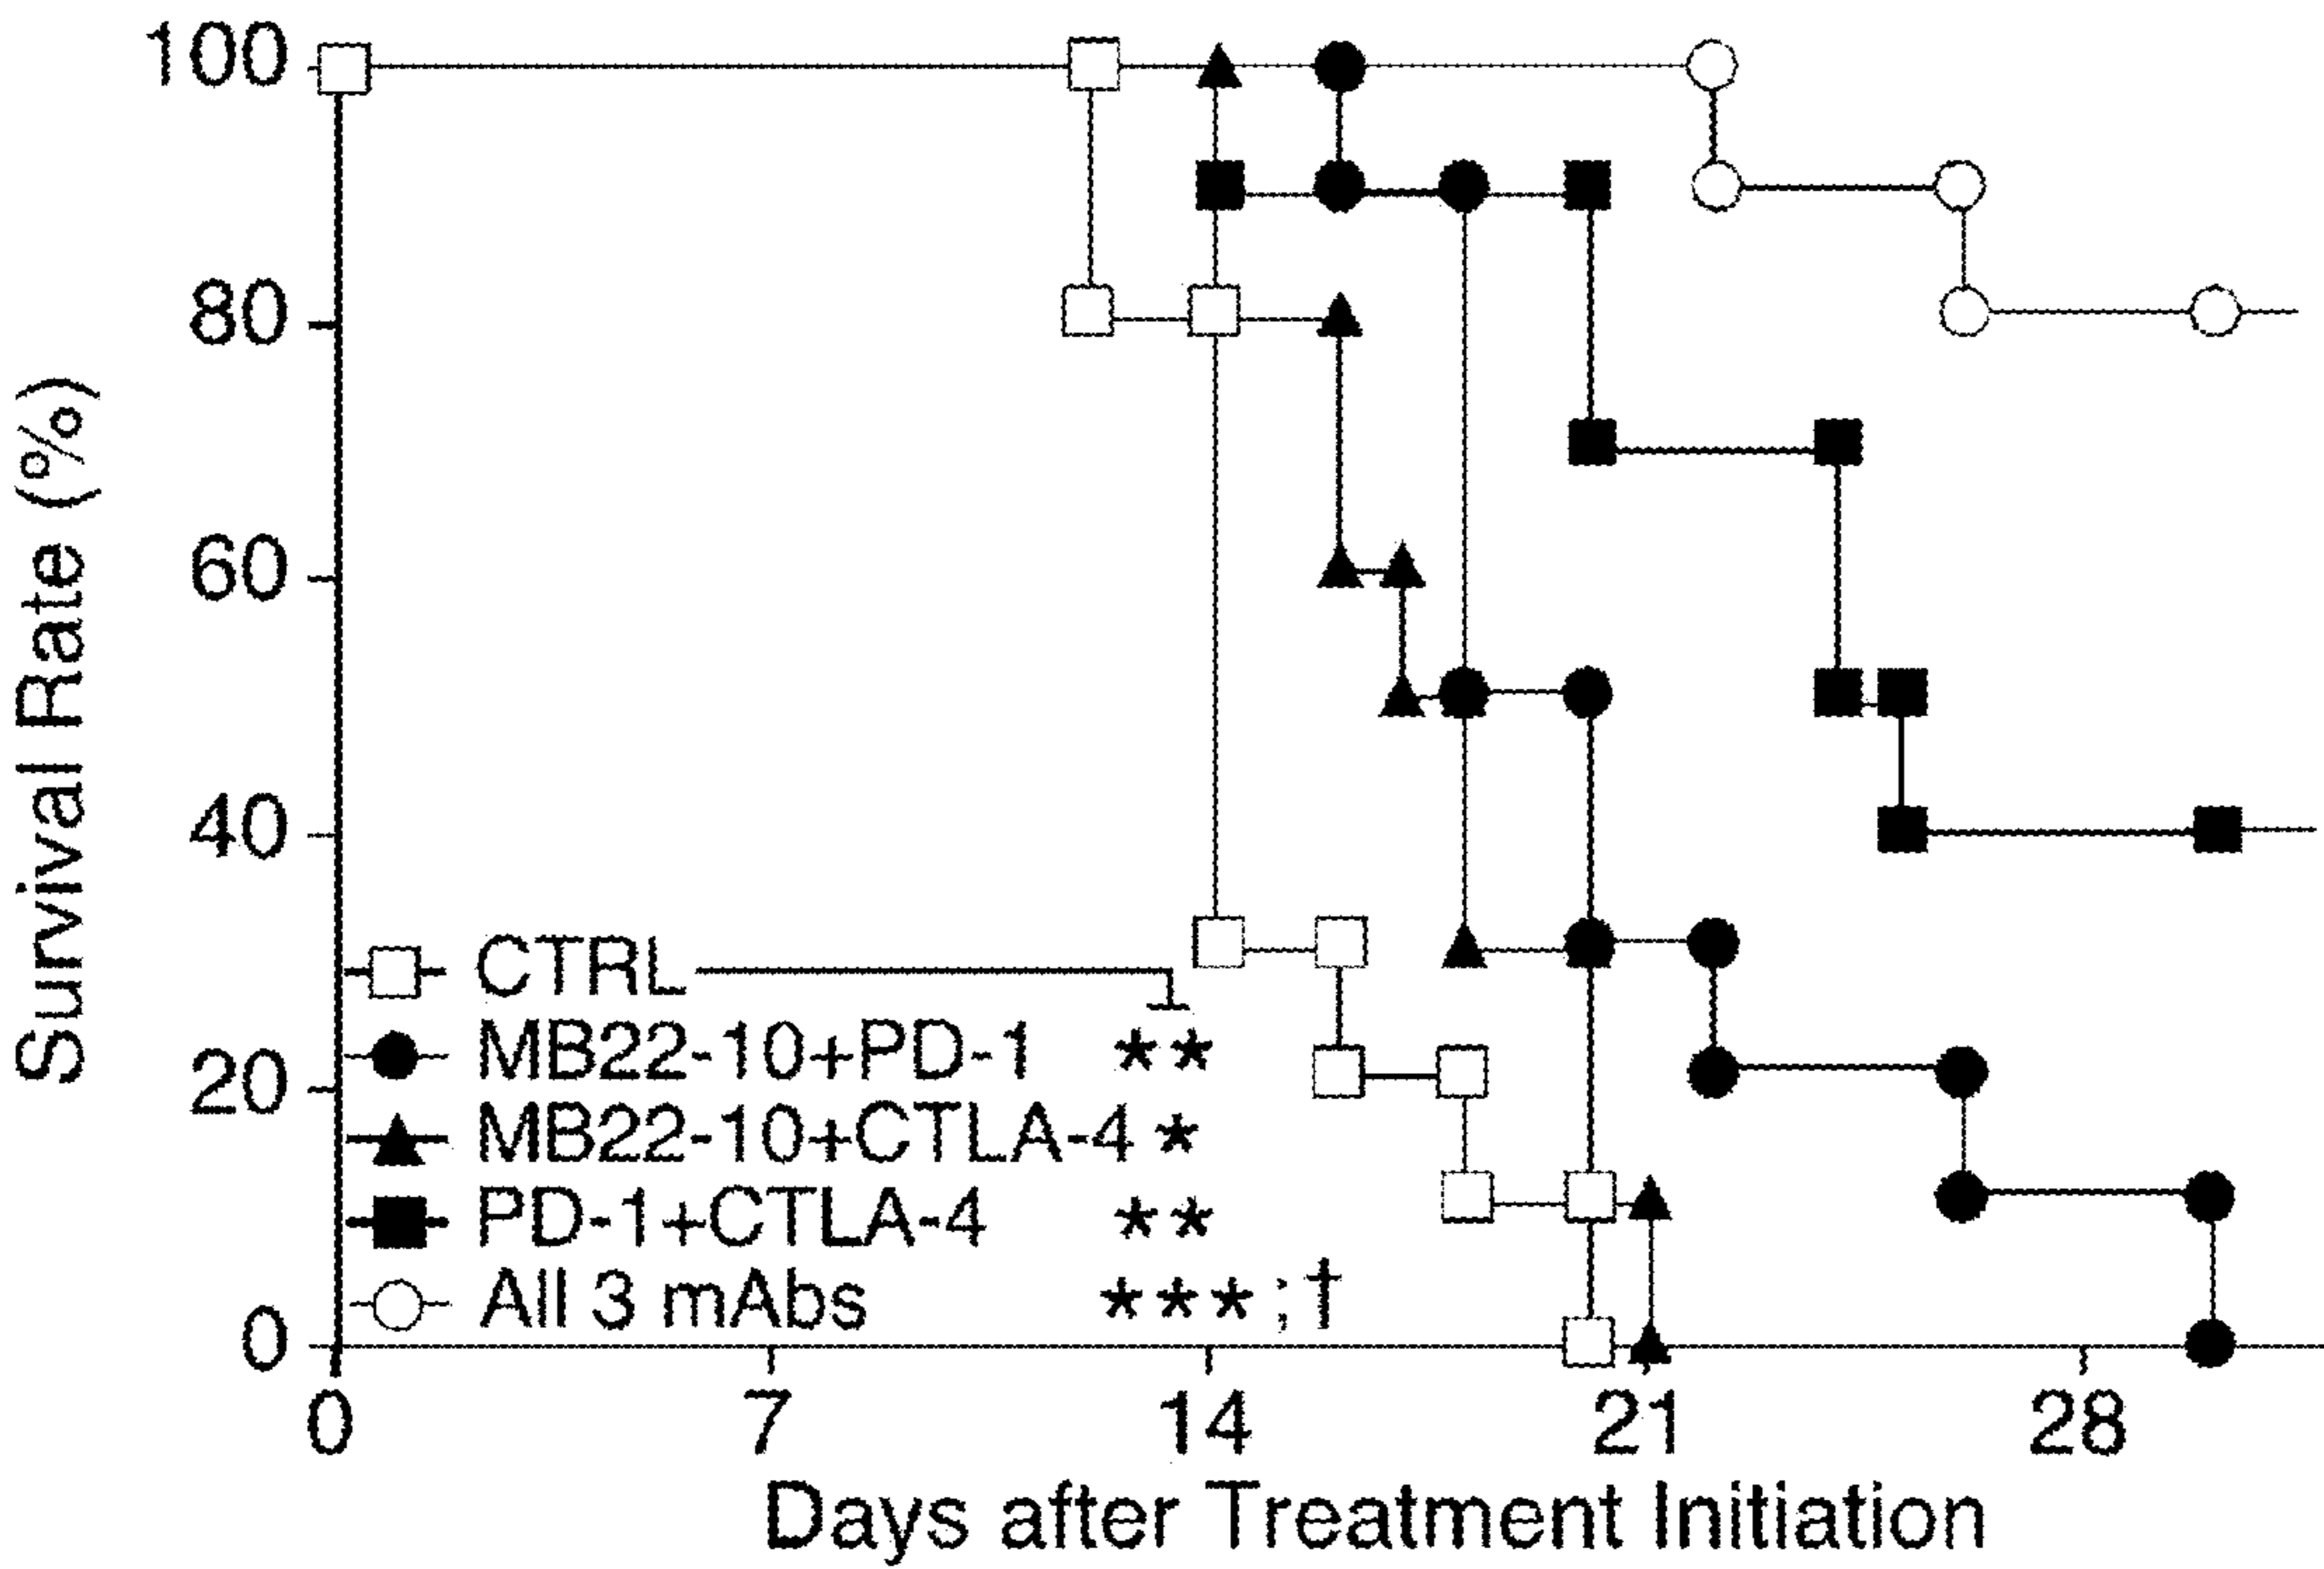 100
80
60
40
20
0
Survival Rate (%)
CTRL
MB22-10+PD-1 **
MB22-10+CTLA-4 *
PD-1+CTLA-4 **
All 3 mAbs ***;†
0 7 14 21 28
Days after Treatment Initiation